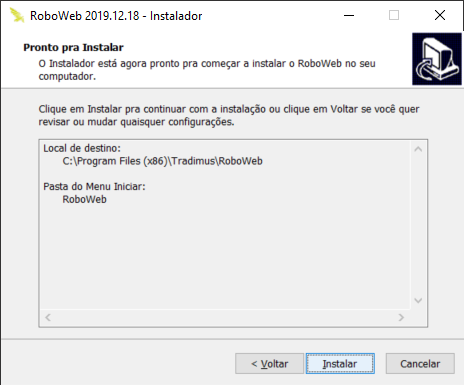 RoboWeb 2019.12.18 - Instalador
Pronto pra Instalar
O Instalador está agora pronto pra começar a instalar o RoboWeb no seu
computador.
Clique em Instalar pra continuar com a instalação ou clique em Voltar se você quer
revisar ou mudar quaisquer configurações.
Local de destino:
C:\Program Files (x86)\Tradimus\RoboWeb
Pasta do Menu Iniciar:
RoboWeb
< Voltar
Instalar
Cancelar